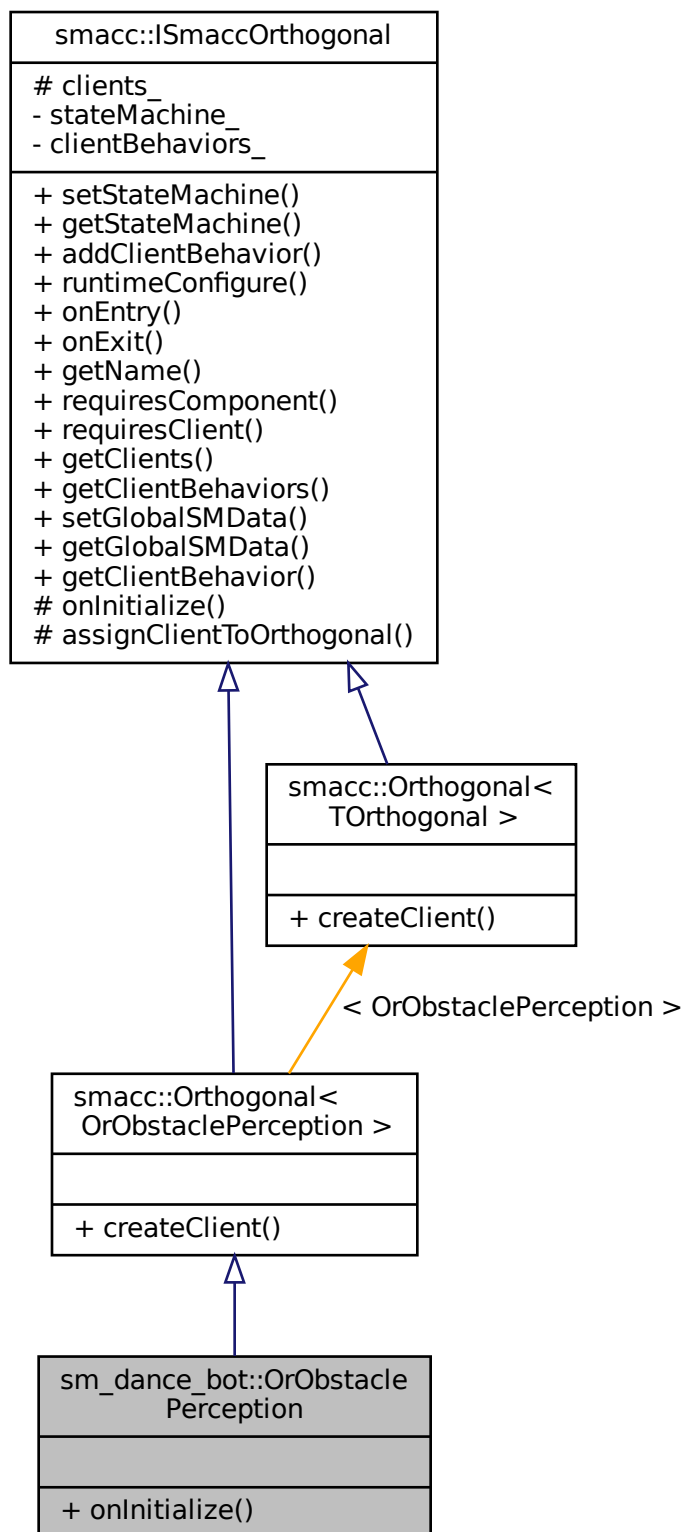 smacc::ISmaccOrthogonal
# clients_
- stateMachine_
- clientBehaviors_
+ setStateMachine()
+ getStateMachine()
+ addClientBehavior()
+ runtimeConfigure()
+ onEntry()
+ onExit()
+ getName()
+ requiresComponent()
+ requiresClient()
+ getClients()
+ getClientBehaviors()
+ setGlobalSMData()
+ getGlobalSMData()
+ getClientBehavior()
# onInitialize()
# assignClientToOrthogonal()
smacc::Orthogonal<
TOrthogonal >
+ createClient()
< OrObstaclePerception >
smacc::Orthogonal<
OrObstaclePerception >
+ createClient()
sm_dance_bot::OrObstacle
Perception
+ onInitialize()